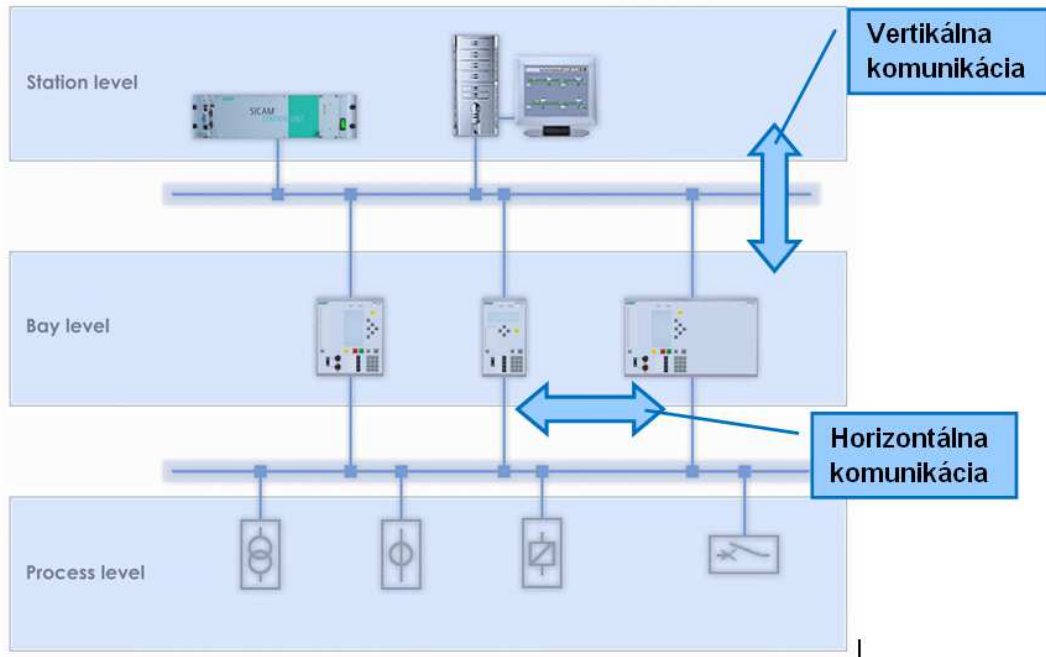 Vertikálna
komunikácia
Station level
SICAM
Bay level
Horizontálna
komunikácia
Process level